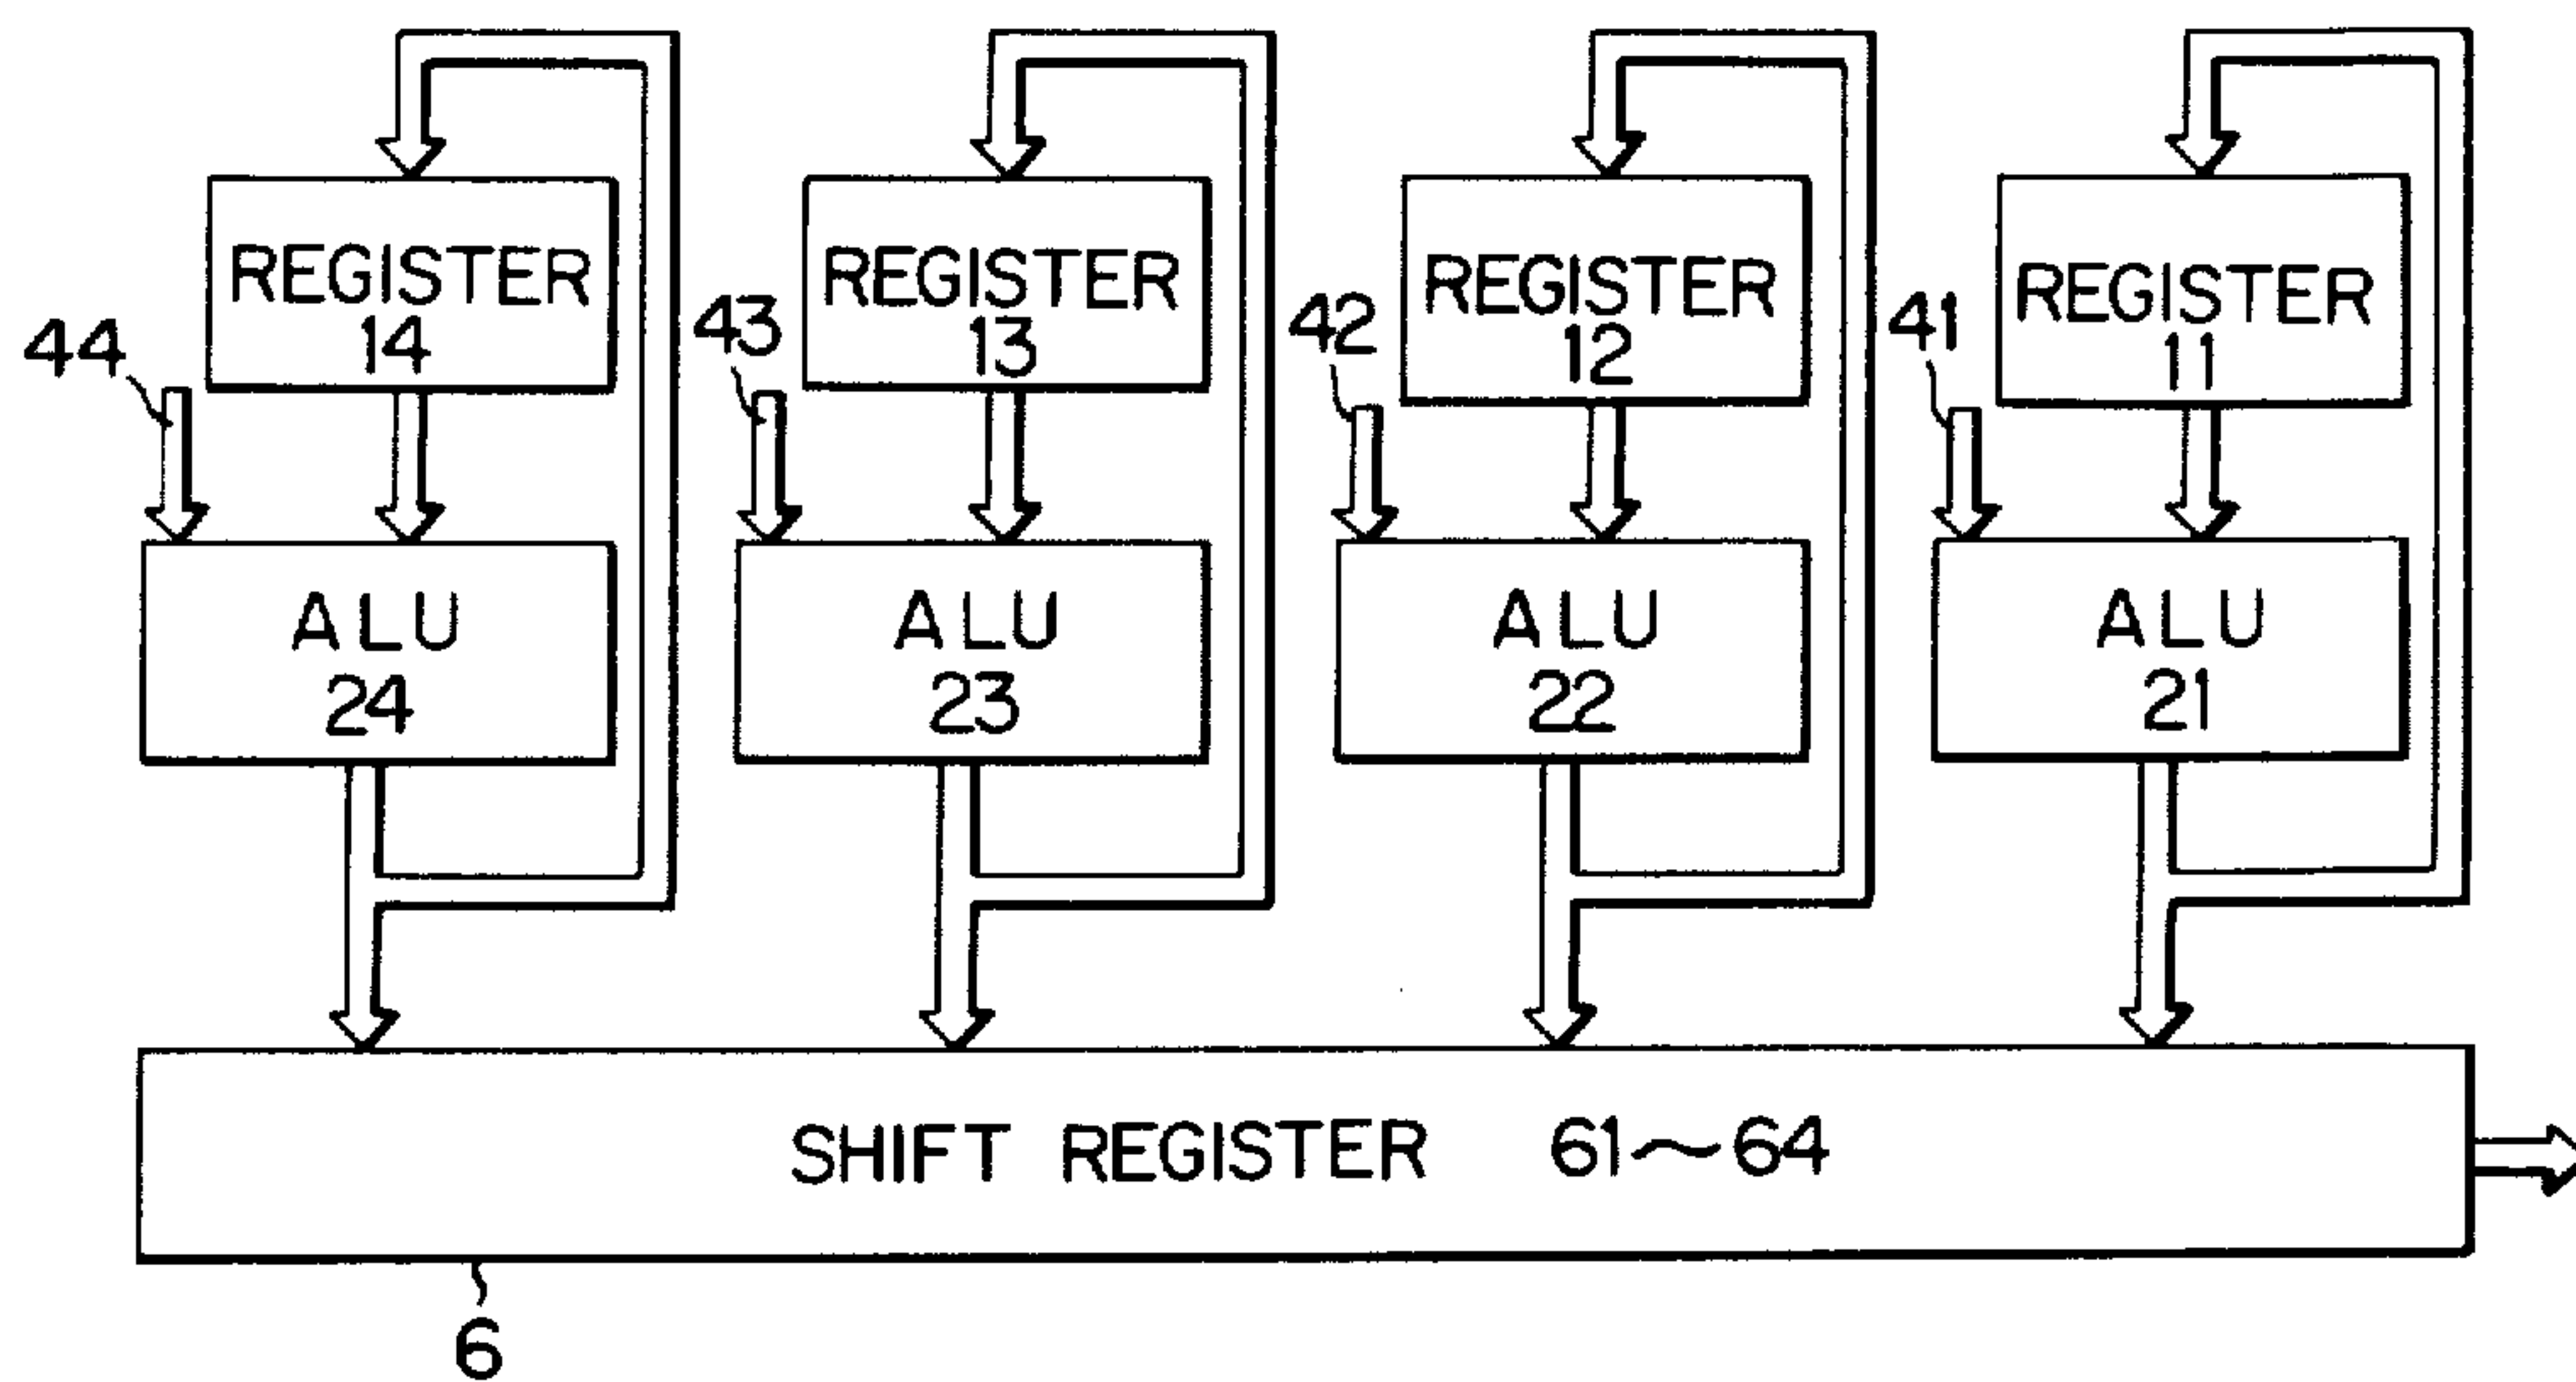 REGISTER
14
REGISTER
13
REGISTER
12
REGISTER
11
44
43
42
41
ALU
24
ALU
23
ALU
22
ALU
21
SHIFT REGISTER 61~64
6